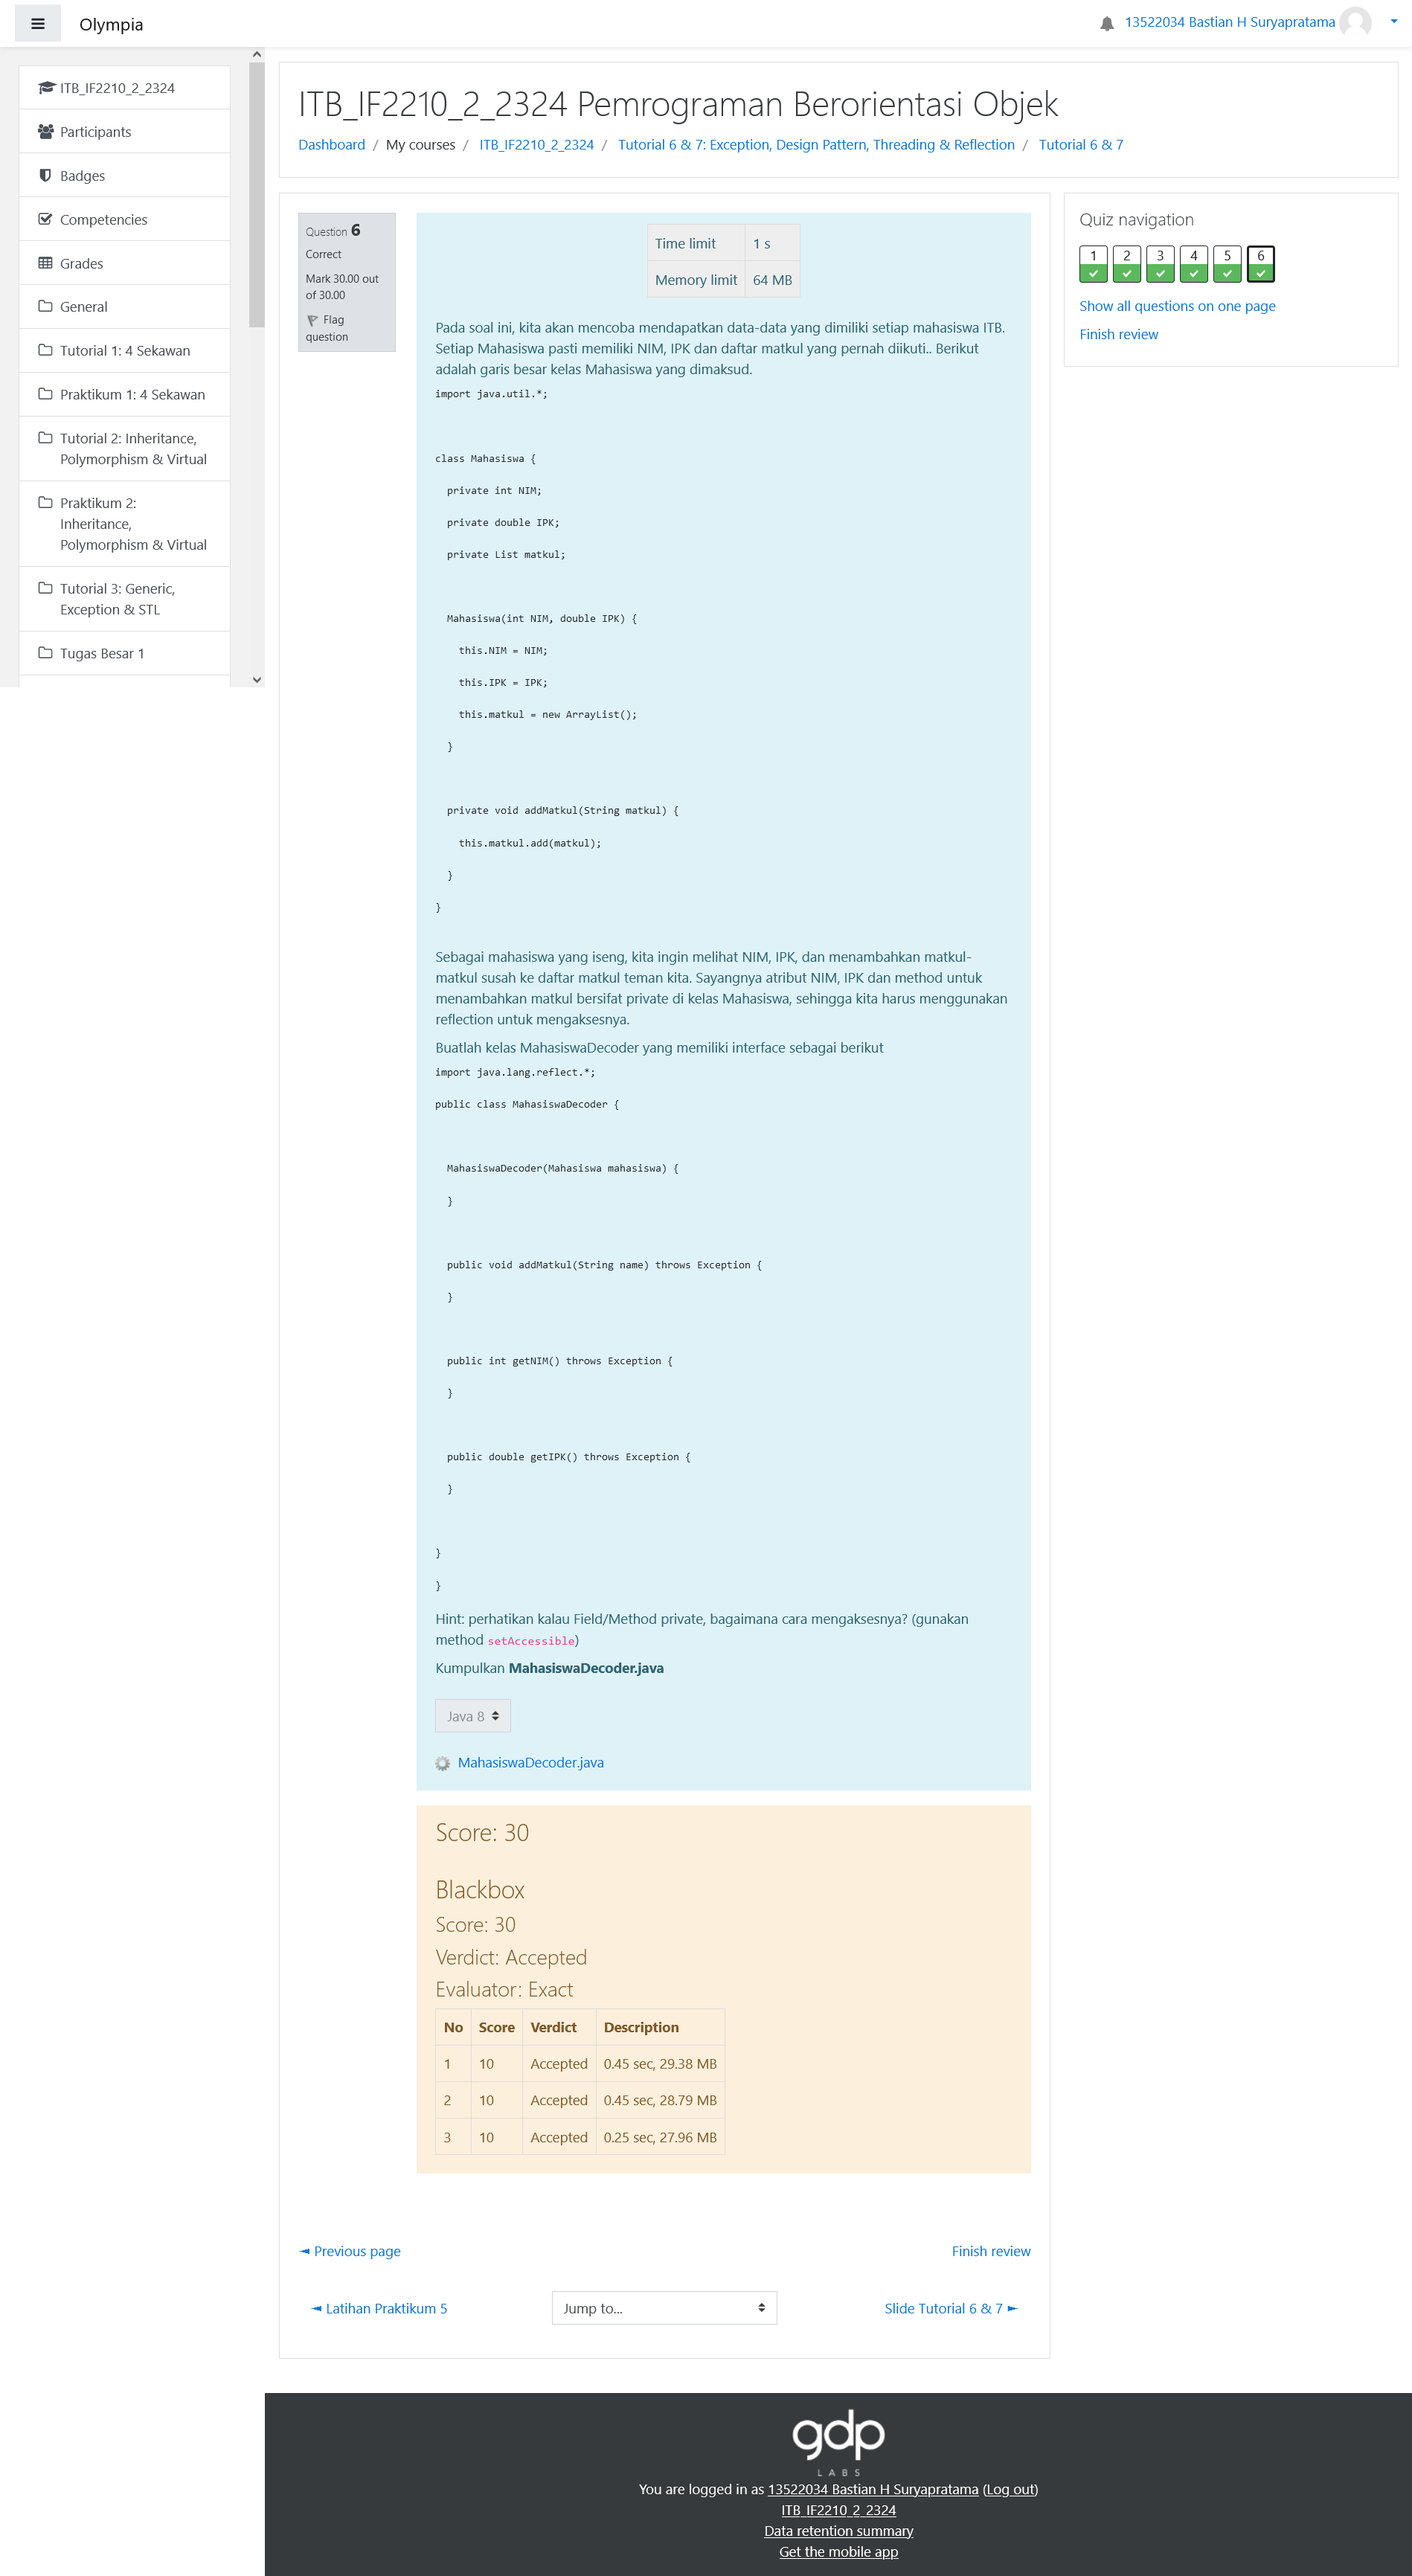 Olympia
13522034 Bastian H Suryapratama
ITB_IF2210_2_2324
Participants
Badges
Competencies
Grades
General
Tutorial 1: 4 Sekawan
Praktikum 1: 4 Sekawan
Tutorial 2: Inheritance,
Polymorphism & Virtual
Praktikum 2:
Inheritance,
Polymorphism & Virtual
Tutorial 3: Generic,
Exception & STL
Tugas Besar 1
ITB_IF2210_2_2324 Pemrograman Berorientasi Objek
Dashboard / My courses / ITB_IF2210_2_2324 / Tutorial 6 & 7: Exception, Design Pattern, Threading & Reflection / Tutorial 6 & 7
Question 6
Correct
Mark 30.00 out
of 30.00
Flag
question
Time limit 1 s
Memory limit 64 MB
Pada soal ini, kita akan mencoba mendapatkan data-data yang dimiliki setiap mahasiswa ITB.
Setiap Mahasiswa pasti memiliki NIM, IPK dan daftar matkul yang pernah diikuti.. Berikut
adalah garis besar kelas Mahasiswa yang dimaksud.
import java.util.*;
class Mahasiswa {
private int NIM;
private double IPK;
private List matkul;
Mahasiswa(int NIM, double IPK) {
this.NIM = NIM;
this.IPK = IPK;
this.matkul = new ArrayList();
}
private void addMatkul(String matkul) {
this.matkul.add(matkul);
}
}
Sebagai mahasiswa yang iseng, kita ingin melihat NIM, IPK, dan menambahkan matkul-
matkul susah ke daftar matkul teman kita. Sayangnya atribut NIM, IPK dan method untuk
menambahkan matkul bersifat private di kelas Mahasiswa, sehingga kita harus menggunakan
reflection untuk mengaksesnya.
Buatlah kelas MahasiswaDecoder yang memiliki interface sebagai berikut
import java.lang.reflect.*;
public class MahasiswaDecoder {
MahasiswaDecoder(Mahasiswa mahasiswa) {
}
public void addMatkul(String name) throws Exception {
}
public int getNIM() throws Exception {
}
public double getIPK() throws Exception {
}
}
}
Hint: perhatikan kalau Field/Method private, bagaimana cara mengaksesnya? (gunakan
method setAccessible)
Kumpulkan MahasiswaDecoder.java
Java 8
MahasiswaDecoder.java
Score: 30
Blackbox
Score: 30
Verdict: Accepted
Evaluator: Exact
No Score Verdict Description
1 10 Accepted 0.45 sec, 29.38 MB
2 10 Accepted 0.45 sec, 28.79 MB
3 10 Accepted 0.25 sec, 27.96 MB
◄ Previous page
Finish review
◄ Latihan Praktikum 5
Jump to...
Slide Tutorial 6 & 7 ►
Quiz navigation
1 2 3 4 5 6
Show all questions on one page
Finish review
gdp
LABS
You are logged in as 13522034 Bastian H Suryapratama (Log out)
ITB_IF2210_2_2324
Data retention summary
Get the mobile app